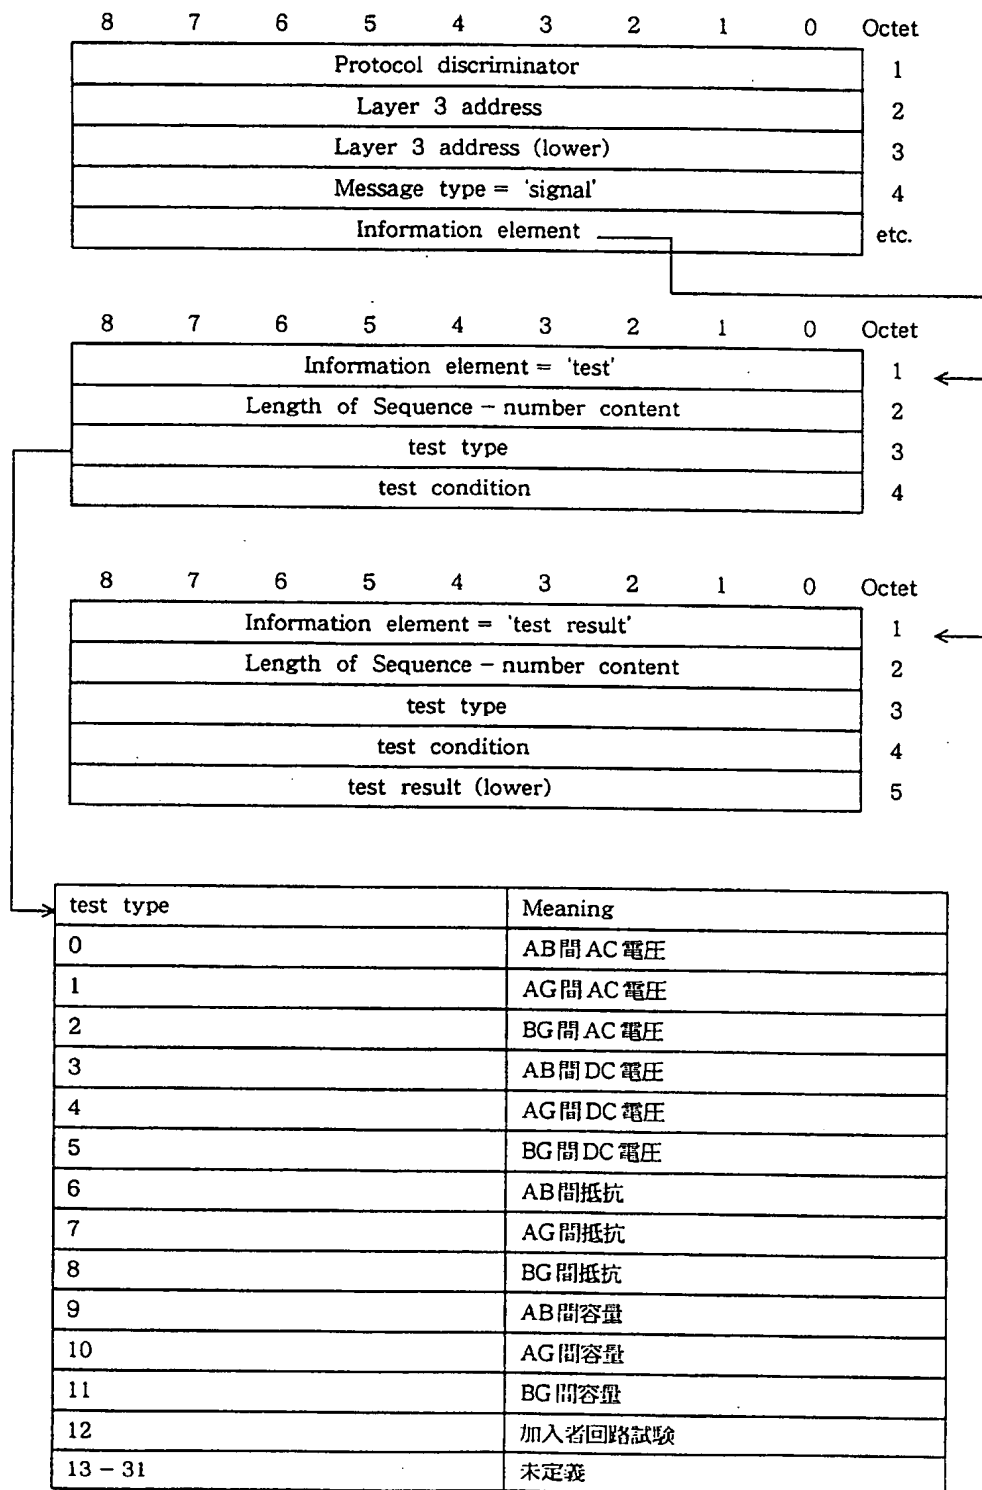 8 7 6 5 4 3 2 1 0 Octet
Protocol discriminator 1
Layer 3 address 2
Layer 3 address (lower) 3
Message type = 'signal' 4
Information element etc.
8 7 6 5 4 3 2 1 0 Octet
Information element = 'test' 1
Length of Sequence – number content 2
test type 3
test condition 4
8 7 6 5 4 3 2 1 0 Octet
Information element = 'test result' 1
Length of Sequence – number content 2
test type 3
test condition 4
test result (lower) 5
test type Meaning
0 AB間AC電圧
1 AG間AC電圧
2 BG間AC電圧
3 AB間DC電圧
4 AG間DC電圧
5 BG間DC電圧
6 AB間抵抗
7 AG間抵抗
8 BG間抵抗
9 AB間容量
10 AG間容量
11 BG間容量
12 加入者回路試験
13 – 31 未定義